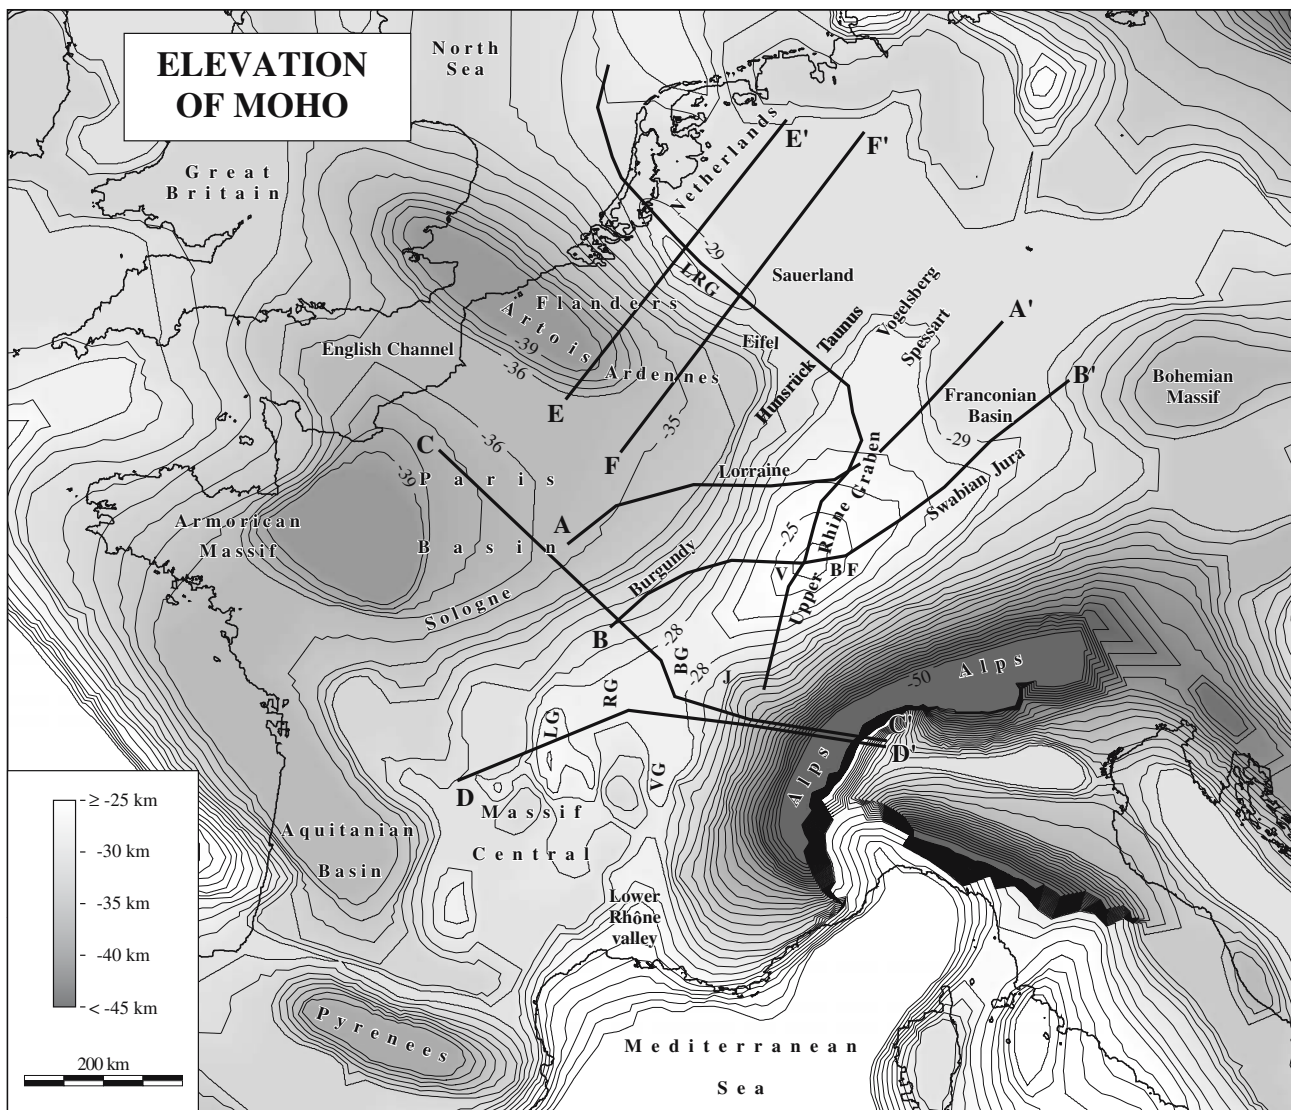 ELEVATION
OF MOHO
North
Sea
Great
Britain
Netherlands
E'
F'
-29
LRG
Sauerland
Flanders
Artois
-39
-36
English Channel
Ardennes
Eifel
Hunsrück Taunus
Vogelsberg
Spessart
A'
B'
Bohemian
Massif
Franconian
Basin
-29
E
F
-35
C
-36
-39
Paris
Basin
Armorican
Massif
A
Lorraine
Upper Rhine Graben
Swabian Jura
-25
V
BF
Burgundy
Sologne
B
-28
BG
-28
J
RG
LG
VG
Alps
-50
Alps
C'
D'
D
Massif
Central
Aquitanian
Basin
Lower
Rhône
valley
Pyrenees
Mediterranean
Sea
≥ -25 km
-30 km
-35 km
-40 km
< -45 km
200 km